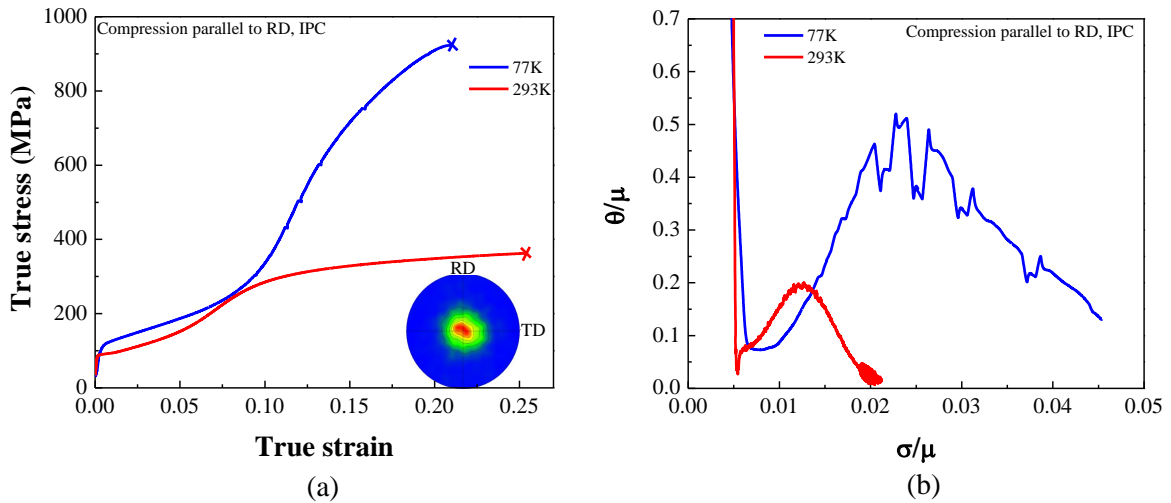 Compression parallel to RD, IPC
77K
293K
1000
800
600
400
200
0
0.00
0.05
0.10
0.15
0.20
0.25
True stress (MPa)
True strain
RD
TD
(a)
Compression parallel to RD, IPC
77K
293K
0.7
0.6
0.5
0.4
0.3
0.2
0.1
0.0
0.00
0.01
0.02
0.03
0.04
0.05
θ/μ
σ/μ
(b)